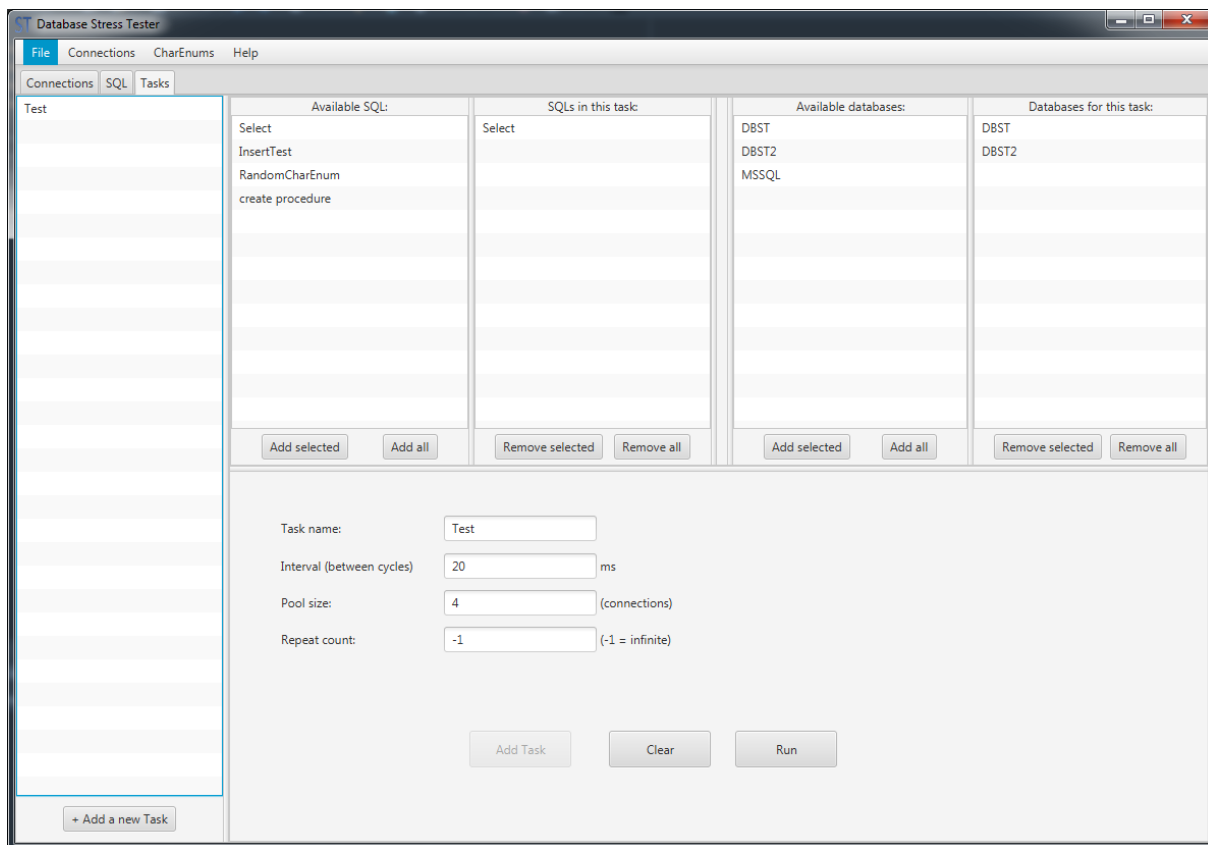 ST Database Stress Tester
File Connections CharEnums Help
Connections SQL Tasks
Test
Available SQL:
Select
InsertTest
RandomCharEnum
create procedure
Add selected Add all
SQLs in this task:
Select
Remove selected Remove all
Available databases:
DBST
DBST2
MSSQL
Add selected Add all
Databases for this task:
DBST
DBST2
Remove selected Remove all
Task name: Test
Interval (between cycles) 20 ms
Pool size: 4 (connections)
Repeat count: -1 (-1 = infinite)
Add Task Clear Run
+ Add a new Task